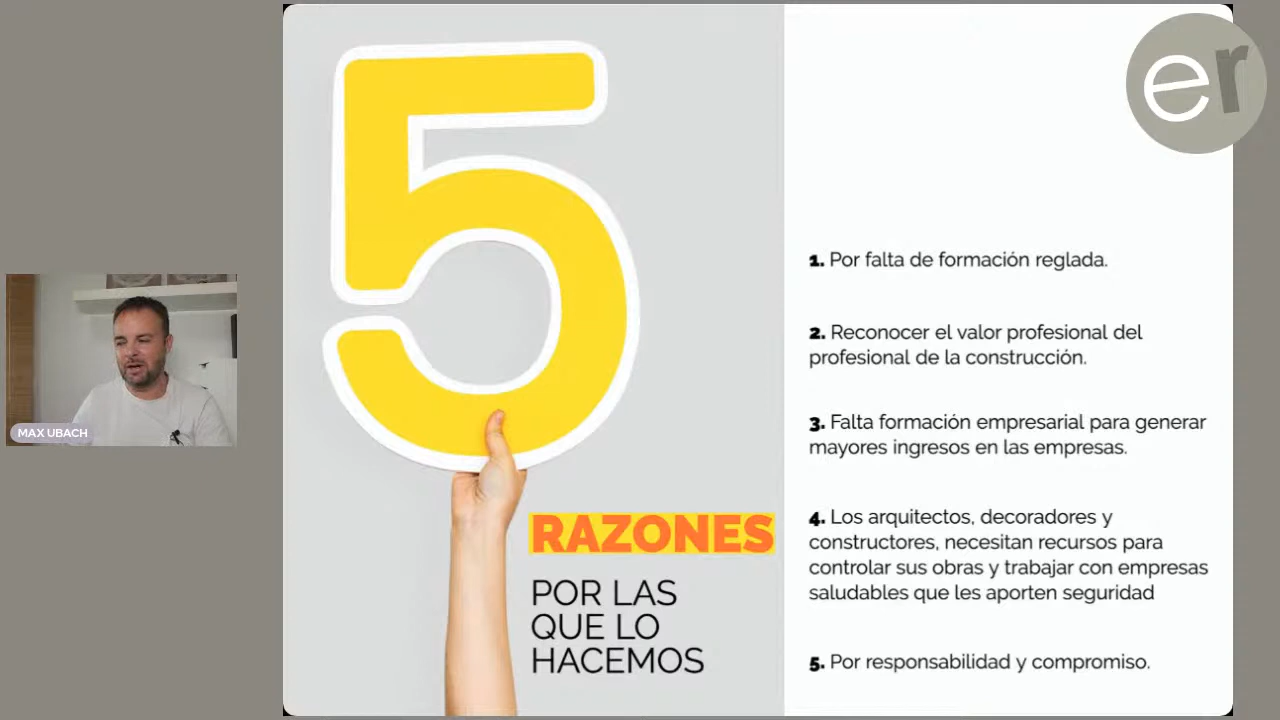 er
5
RAZONES
POR LAS
QUE LO
HACEMOS
1. Por falta de formación reglada.
2. Reconocer el valor profesional del
profesional de la construcción.
3. Falta formación empresarial para generar
mayores ingresos en las empresas.
4. Los arquitectos, decoradores y
constructores, necesitan recursos para
controlar sus obras y trabajar con empresas
saludables que les aporten seguridad
5. Por responsabilidad y compromiso.
MAX UBACH